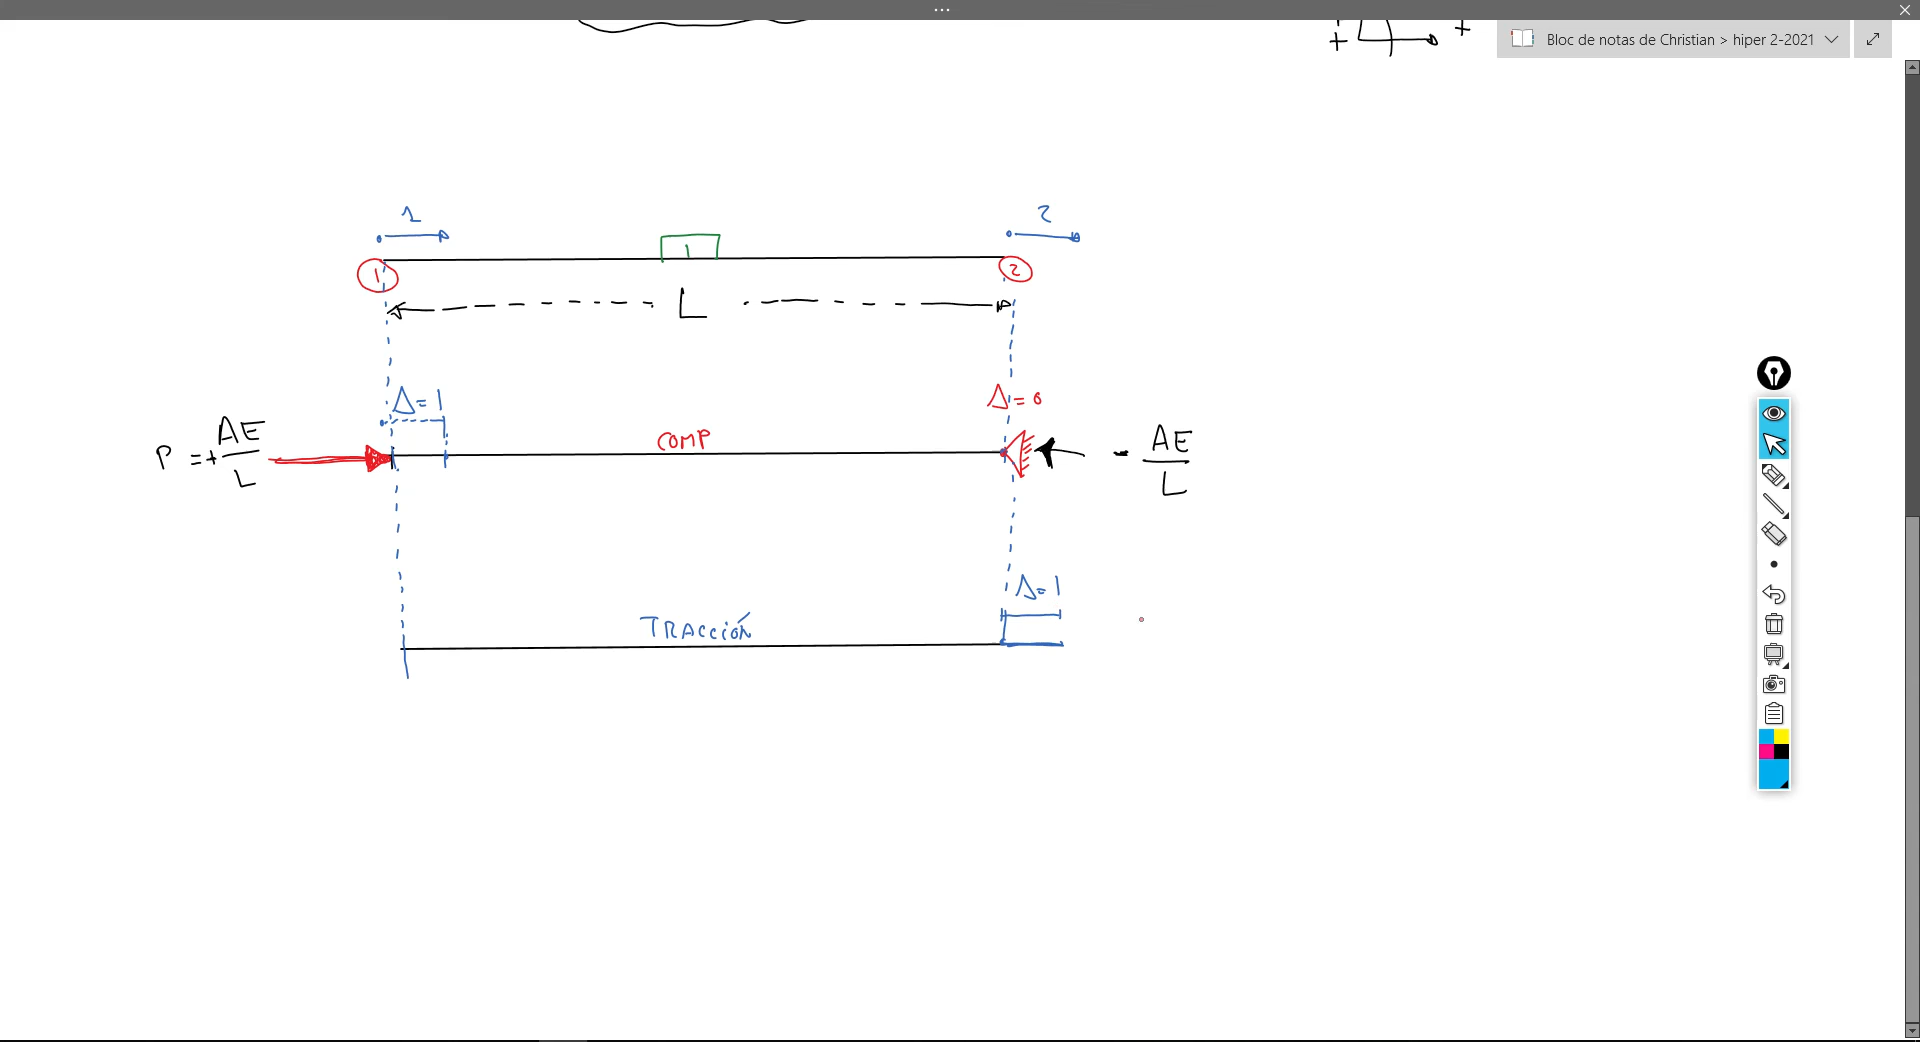 ...
+ +
Bloc de notas de Christian > hiper 2-2021
1 2
1
1 2
L
Δ=1 Δ=0
P = + AE/L COMP - AE/L
Δ=1
TRACCIÓN